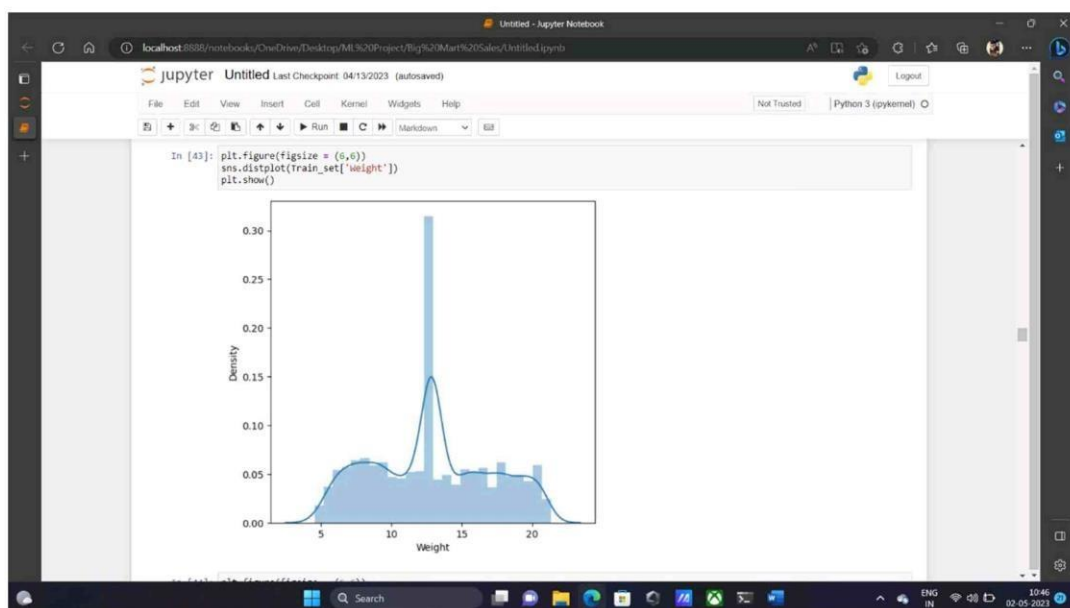 Untitled - Jupyter Notebook
localhost:8888/notebooks/OneDrive/Desktop/ML%20Project/Big%20Mart%20Sales/Untitled.ipynb
jupyter Untitled Last Checkpoint: 04/13/2023 (autosaved)
Logout
File Edit View Insert Cell Kernel Widgets Help
Not Trusted
Python 3 (ipykernel)
Run
Markdown
In [43]: plt.figure(figsize = (6,6))
sns.distplot(Train_set['Weight'])
plt.show()
0.30
0.25
0.20
0.15
0.10
0.05
0.00
Density
5 10 15 20
Weight
Search
ENG
IN
10:46
02-05-2023